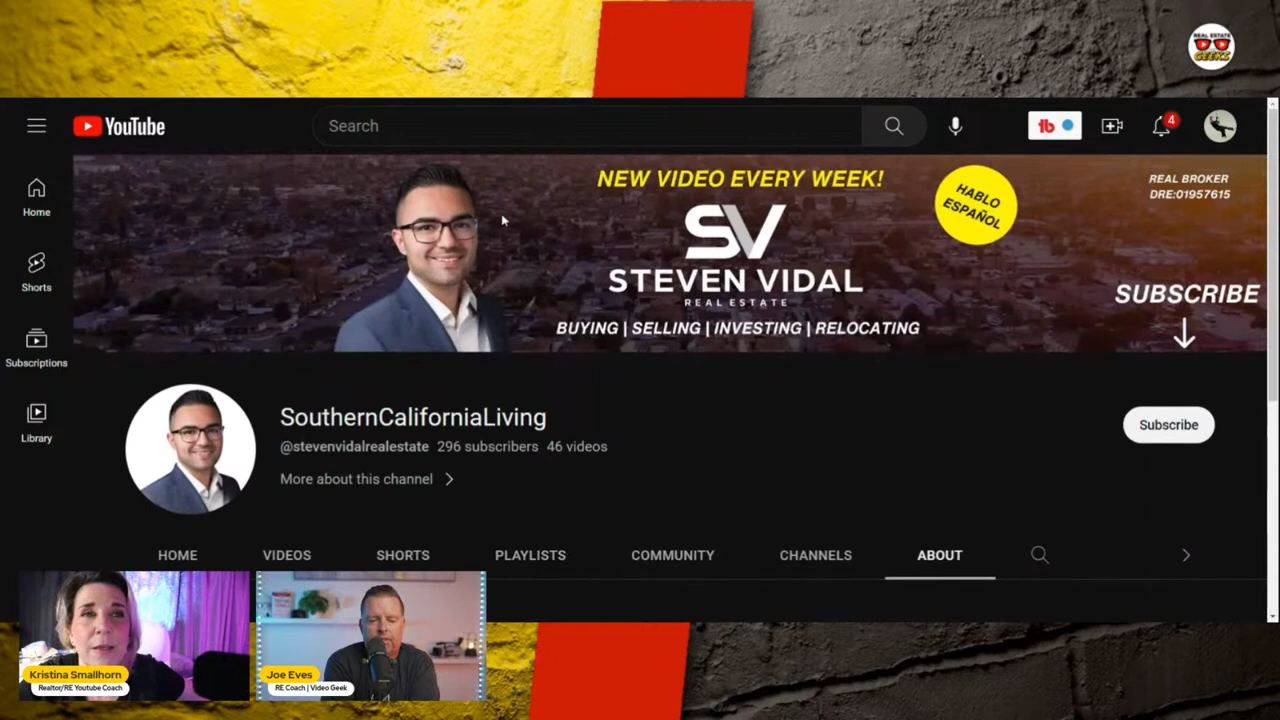 REAL ESTATE
GEEKS
YouTube
Search
4
Home
Shorts
Subscriptions
Library
NEW VIDEO EVERY WEEK!
HABLO
ESPAÑOL
REAL BROKER
DRE:01957615
SV
STEVEN VIDAL
REAL ESTATE
BUYING | SELLING | INVESTING | RELOCATING
SUBSCRIBE
SouthernCaliforniaLiving
@stevenvidalrealestate 296 subscribers 46 videos
More about this channel
Subscribe
HOME VIDEOS SHORTS PLAYLISTS COMMUNITY CHANNELS ABOUT
Kristina Smallhorn
Realtor/RE Youtube Coach
Joe Eves
RE Coach | Video Geek